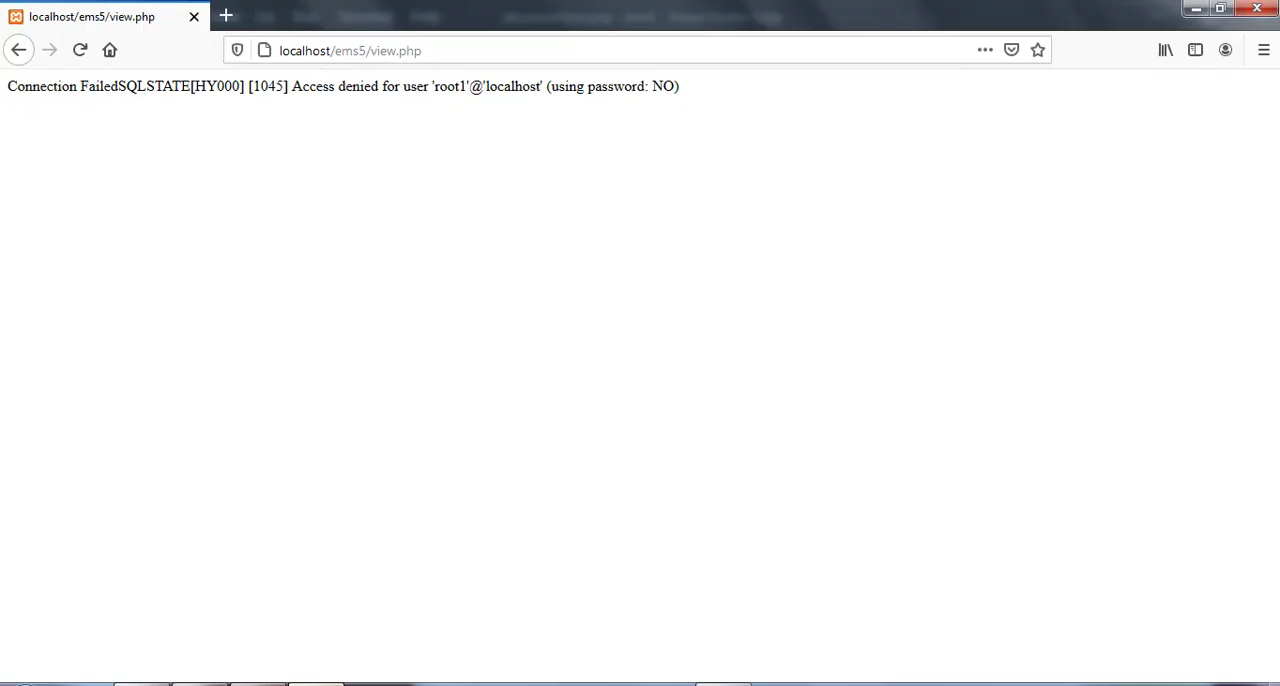 localhost/ems5/view.php
localhost/ems5/view.php
Connection FailedSQLSTATE[HY000] [1045] Access denied for user 'root1'@'localhost' (using password: NO)